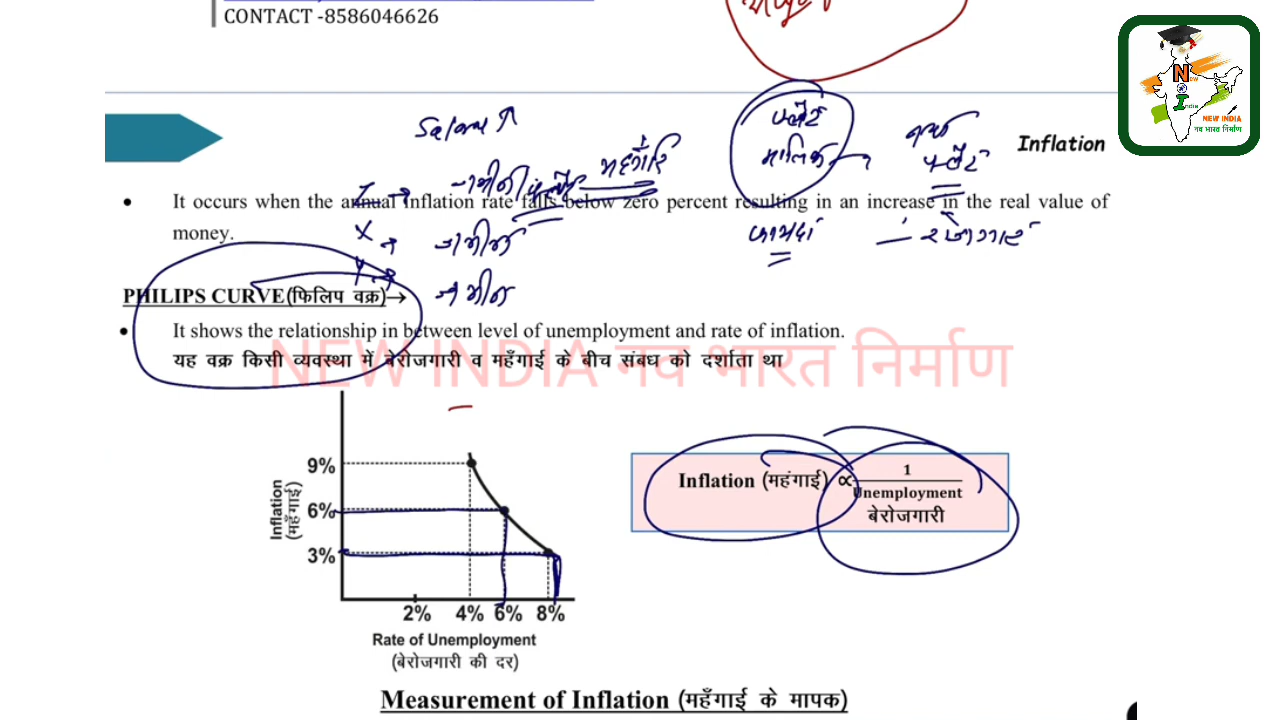 CONTACT -8586046626
NEW INDIA
नव भारत निर्माण
Inflation
Salary ↑
महँगाई
मालिक
फायदा
रोजगार
• It occurs when the annual inflation rate falls below zero percent resulting in an increase in the real value of
money.
Z →
X →
Y →
PHILIPS CURVE(फिलिप वक्र)→
• It shows the relationship in between level of unemployment and rate of inflation.
यह वक्र किसी व्यवस्था में बेरोजगारी व महँगाई के बीच संबंध को दर्शाता था
NEW INDIA नव भारत निर्माण
9%
6%
3%
Inflation
(महँगाई)
2% 4% 6% 8%
Rate of Unemployment
(बेरोजगारी की दर)
Inflation (महंगाई) ∝
1
Unemployment
बेरोजगारी
Measurement of Inflation (महँगाई के मापक)